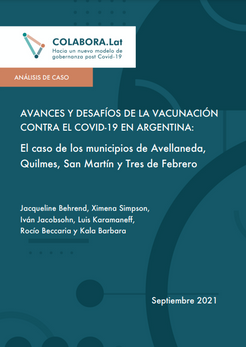 COLABORA.Lat
Hacia un nuevo modelo de
gobernanza post Covid-19
ANÁLISIS DE CASO
AVANCES Y DESAFÍOS DE LA VACUNACIÓN
CONTRA EL COVID-19 EN ARGENTINA:
El caso de los municipios de Avellaneda,
Quilmes, San Martín y Tres de Febrero
Jacqueline Behrend, Ximena Simpson,
Iván Jacobsohn, Luis Karamaneff,
Rocío Beccaria y Kala Barbara
Septiembre 2021